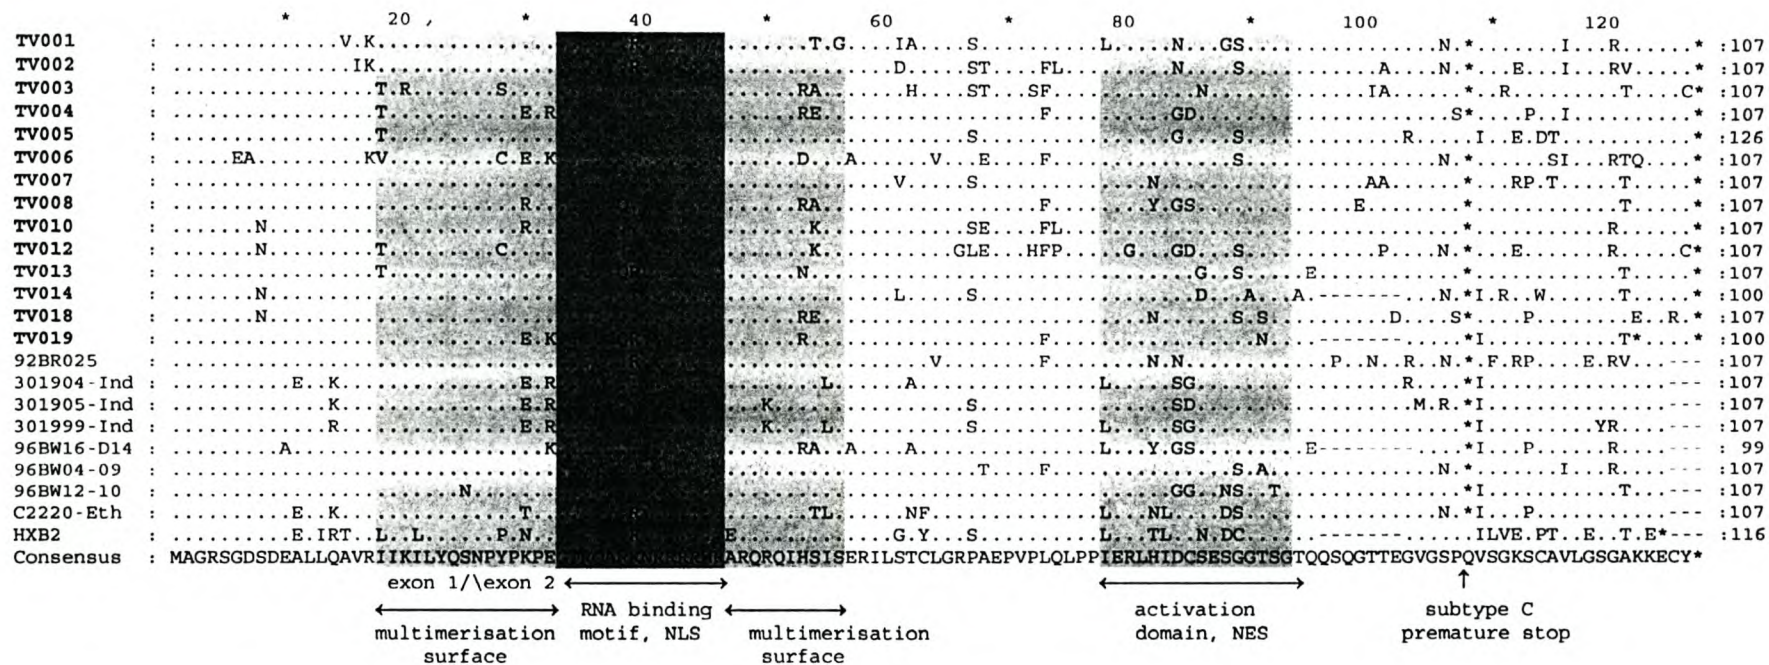 * 20 , * 40 * 60 * 80 * 100 * 120
TV001 : ..............V.K............... .......T.G....IA....P..........L.....N...GS................N.*.......I...R......* :107
TV002 : ...............IK............... ..............D.....ST....FL.........N....S...........A....N.*...E...I...RV.....* :107
TV003 : .................T.R.......S.... ......RA.......H....ST...SF............N.............IA......*..R.........T....C* :107
TV004 : .................T...........E.R ......RE...................F..........GD.....................S*....P..I..........* :107
TV005 : .................T.............. ....................S................G....S.............R.....I..E.DT............ :126
TV006 : .....EA.........KV.........C.E.K ......D...A......V...E....F...............S................N.*......SI...RTQ....* :107
TV007 : ................................ ..............V.....S..............N.................AA.......*...RP.T.....T.....* :107
TV008 : .............................R.. ......RA...................F........Y.GS.............E........*............T......* :107
TV010 : .......N.....................R.. .......K............SE....FL..................................*...........R.......* :107
TV012 : .......N.........T.........C.... .......K...........GLE...HFP.....G...GD...S...........P....N.*...E.......R.....C* :107
TV013 : .................T.............. ......N................................G..S.....E............*............T......* :107
TV014 : .......N........................ ..............L.....S..................D...A...A.-------...N.*I.R..W......T......* :100
TV018 : .......N........................ ......RE............................N......S.S..........D....S*....P........E..R.* :107
TV019 : .............................E.K ......R....................F.................N....-------.....*I...........T*.....* :100
92BR025 : ................................ .................V........F........N.N............P..N..R..N.*.F.RP.....E..RV...--- :107
301904-Ind : ..........E..K...............E.R ........L......A...............L.....SG.................R....*I...............--- :107
301905-Ind : .............K...............E.R ...K................S................SD..................M.R.*I...............--- :107
301999-Ind : .............R...............E.R ...K....L...........S..........L.....SG......................*I.........YR....--- :107
96BW16-D14 : .........A.....................K ......RA...A....A..............L...Y.GS.........E--------.....*I...P......R....--- : 99
96BW04-09 : ................................ .....................T....F...............S.A..............N.*.......I...R....--- :107
96BW12-10 : ........................N....... .....................................GG...NS...T.............*I...........T...--- :107
C2220-Eth : ..........E..K...............T.. .......TL......NF..............L...NL....DS................N.*I...P...........--- :107
HXB2 : ..........E.IRT..L..L......P.N.. E.............G.Y....S.........L...TL..N.DC...................ILVE.PT..E..T.E* :116
Consensus : MAGRSGDSDEALLQAVRIIKILYQSNPYPKPE ARQRQIHSISERILSTCLGRPAEPVPLQLPPIERLHIDCSESGGTSGTQQSQGTTEGVGSPQVSGKSCAVLGSGAKKECY*
exon 1/\exon 2
RNA binding motif, NLS
multimerisation surface
multimerisation surface
activation domain, NES
subtype C premature stop